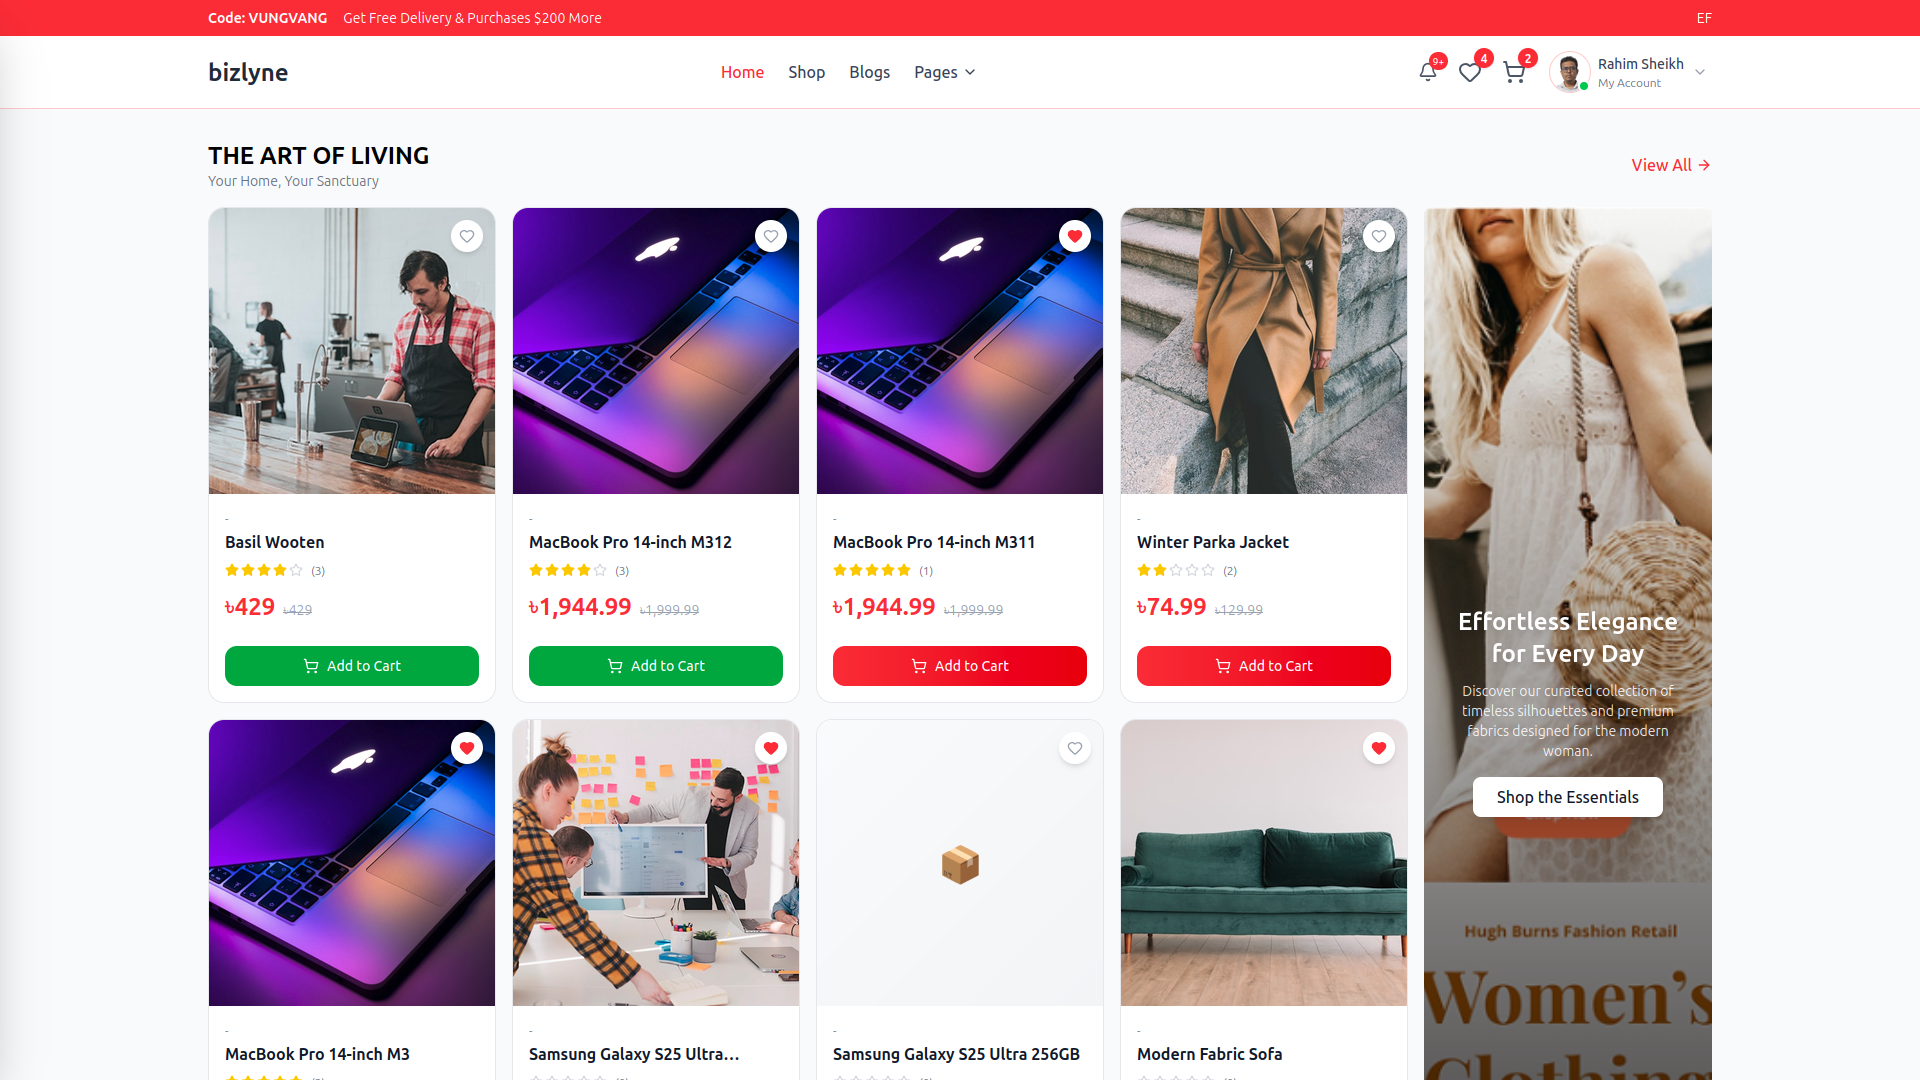 Code: VUNGVANG Get Free Delivery & Purchases $200 More EF
bizlyne Home Shop Blogs Pages 9+ 4 2 Rahim Sheikh
My Account
THE ART OF LIVING
Your Home, Your Sanctuary
View All
-
Basil Wooten
(3)
৳429 ৳429
Add to Cart
-
MacBook Pro 14-inch M312
(3)
৳1,944.99 ৳1,999.99
Add to Cart
-
MacBook Pro 14-inch M311
(1)
৳1,944.99 ৳1,999.99
Add to Cart
-
Winter Parka Jacket
(2)
৳74.99 ৳129.99
Add to Cart
Effortless Elegance
for Every Day
Discover our curated collection of
timeless silhouettes and premium
fabrics designed for the modern
woman.
Shop the Essentials
Hugh Burns Fashion Retail
Women's
Clothing
-
MacBook Pro 14-inch M3
-
Samsung Galaxy S25 Ultra...
-
Samsung Galaxy S25 Ultra 256GB
-
Modern Fabric Sofa